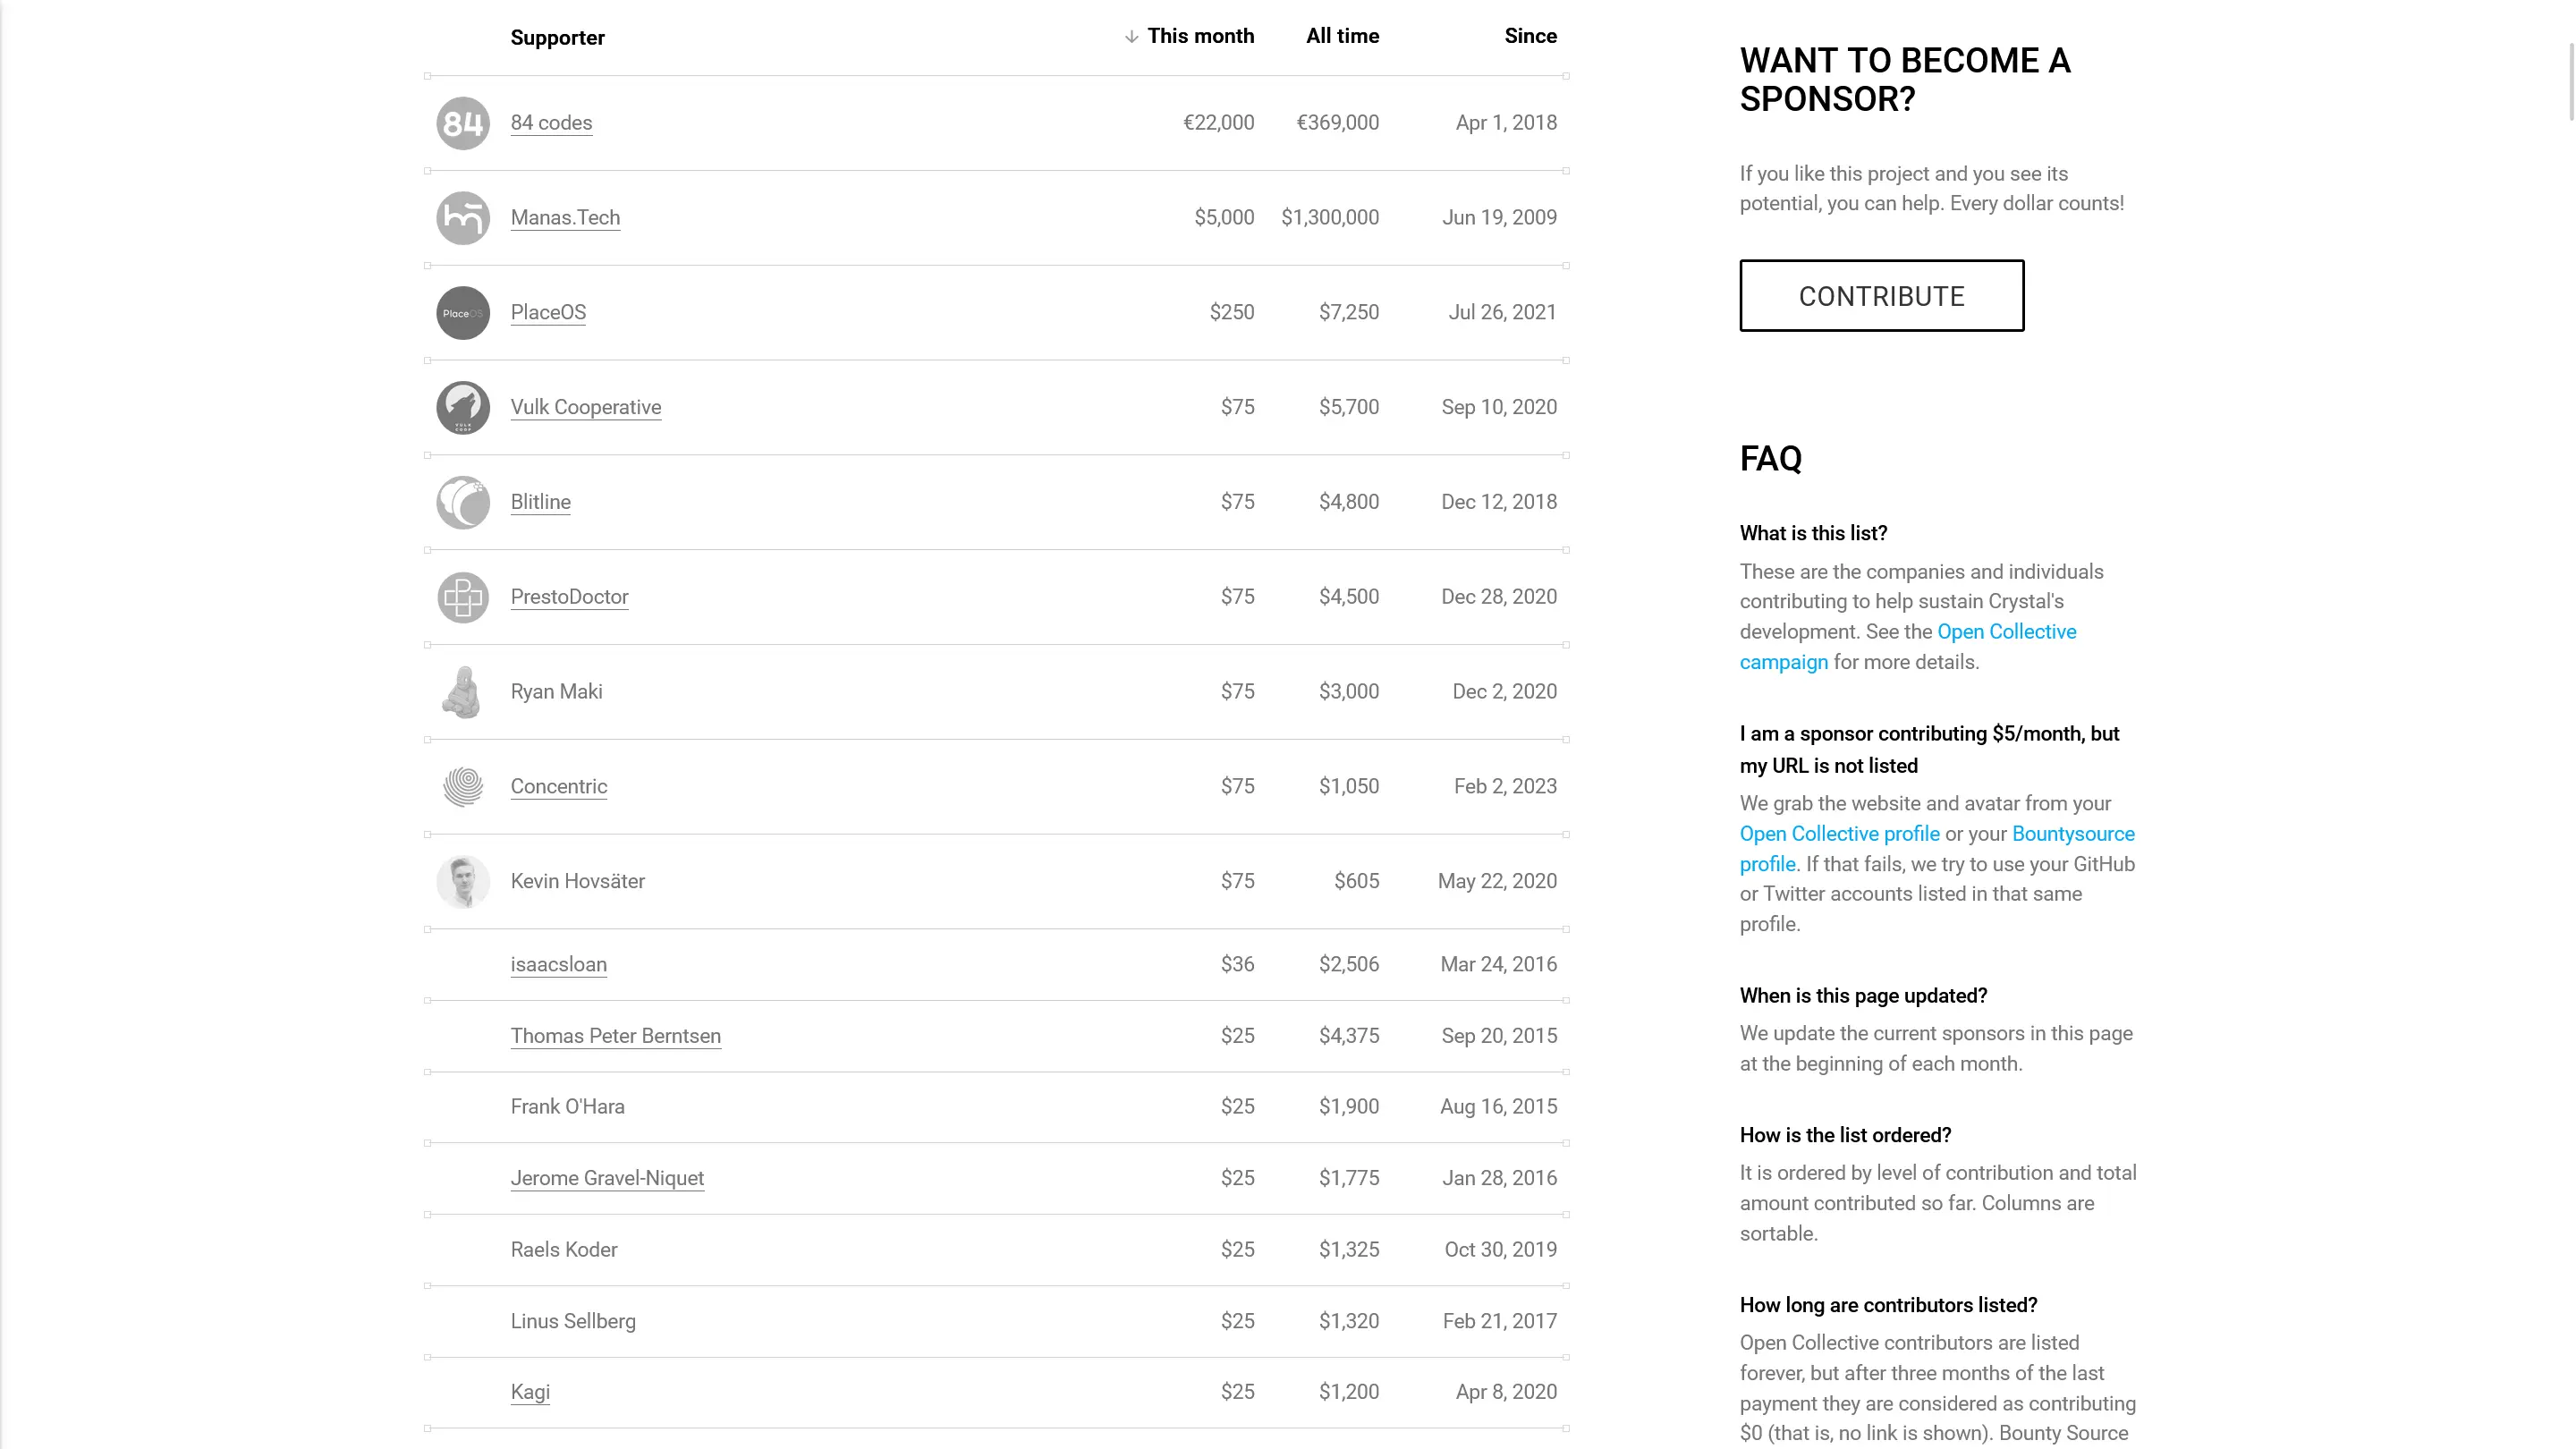 Supporter ↓ This month All time Since
84 84 codes €22,000 €369,000 Apr 1, 2018
Manas.Tech $5,000 $1,300,000 Jun 19, 2009
PlaceOS PlaceOS $250 $7,250 Jul 26, 2021
VULK
COOP
Vulk Cooperative $75 $5,700 Sep 10, 2020
Blitline $75 $4,800 Dec 12, 2018
PrestoDoctor $75 $4,500 Dec 28, 2020
Ryan Maki $75 $3,000 Dec 2, 2020
Concentric $75 $1,050 Feb 2, 2023
Kevin Hovsäter $75 $605 May 22, 2020
isaacsloan $36 $2,506 Mar 24, 2016
Thomas Peter Berntsen $25 $4,375 Sep 20, 2015
Frank O'Hara $25 $1,900 Aug 16, 2015
Jerome Gravel-Niquet $25 $1,775 Jan 28, 2016
Raels Koder $25 $1,325 Oct 30, 2019
Linus Sellberg $25 $1,320 Feb 21, 2017
Kagi $25 $1,200 Apr 8, 2020
WANT TO BECOME A
SPONSOR?
If you like this project and you see its
potential, you can help. Every dollar counts!
CONTRIBUTE
FAQ
What is this list?
These are the companies and individuals
contributing to help sustain Crystal's
development. See the Open Collective
campaign for more details.
I am a sponsor contributing $5/month, but
my URL is not listed
We grab the website and avatar from your
Open Collective profile or your Bountysource
profile. If that fails, we try to use your GitHub
or Twitter accounts listed in that same
profile.
When is this page updated?
We update the current sponsors in this page
at the beginning of each month.
How is the list ordered?
It is ordered by level of contribution and total
amount contributed so far. Columns are
sortable.
How long are contributors listed?
Open Collective contributors are listed
forever, but after three months of the last
payment they are considered as contributing
$0 (that is, no link is shown). Bounty Source